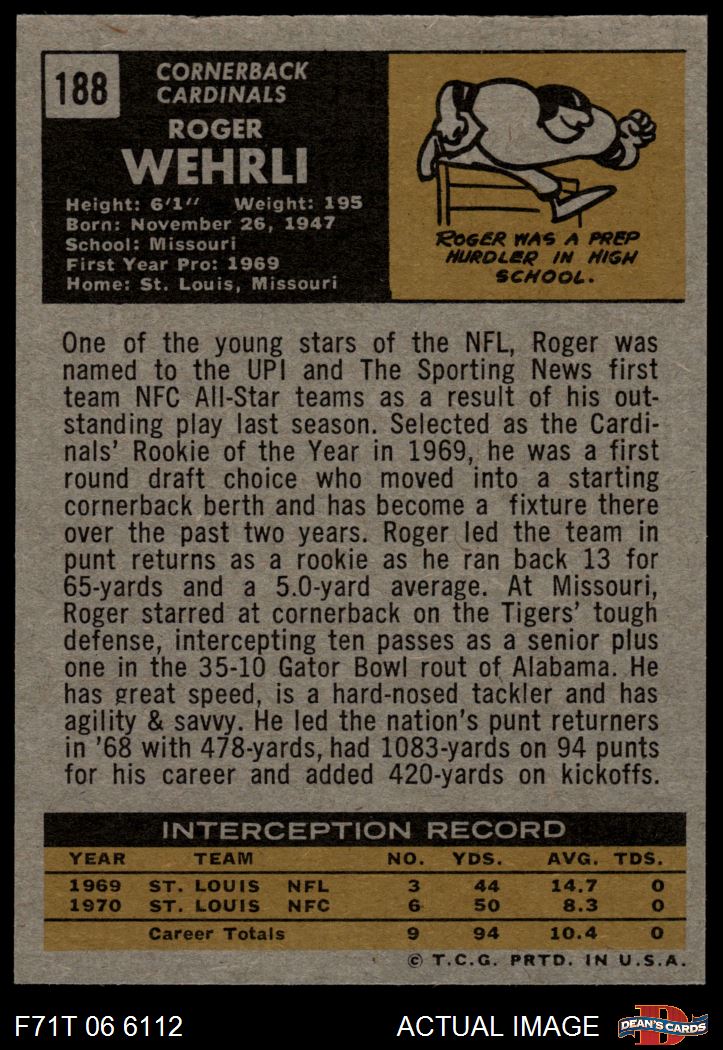 188
CORNERBACK
CARDINALS
ROGER
WEHRLI
Height: 6'1" Weight: 195
Born: November 26, 1947
School: Missouri
First Year Pro: 1969
Home: St. Louis, Missouri
ROGER WAS A PREP
HURDLER IN HIGH
SCHOOL.
One of the young stars of the NFL, Roger was
named to the UPI and The Sporting News first
team NFC All-Star teams as a result of his out-
standing play last season. Selected as the Cardi-
nals' Rookie of the Year in 1969, he was a first
round draft choice who moved into a starting
cornerback berth and has become a fixture there
over the past two years. Roger led the team in
punt returns as a rookie as he ran back 13 for
65-yards and a 5.0-yard average. At Missouri,
Roger starred at cornerback on the Tigers' tough
defense, intercepting ten passes as a senior plus
one in the 35-10 Gator Bowl rout of Alabama. He
has great speed, is a hard-nosed tackler and has
agility & savvy. He led the nation's punt returners
in '68 with 478-yards, had 1083-yards on 94 punts
for his career and added 420-yards on kickoffs.
INTERCEPTION RECORD
YEAR TEAM NO. YDS. AVG. TDS.
1969 ST. LOUIS NFL 3 44 14.7 0
1970 ST. LOUIS NFC 6 50 8.3 0
Career Totals 9 94 10.4 0
© T.C.G. PRTD. IN U.S.A.
F71T 06 6112 ACTUAL IMAGE
D
DEAN'S CARDS